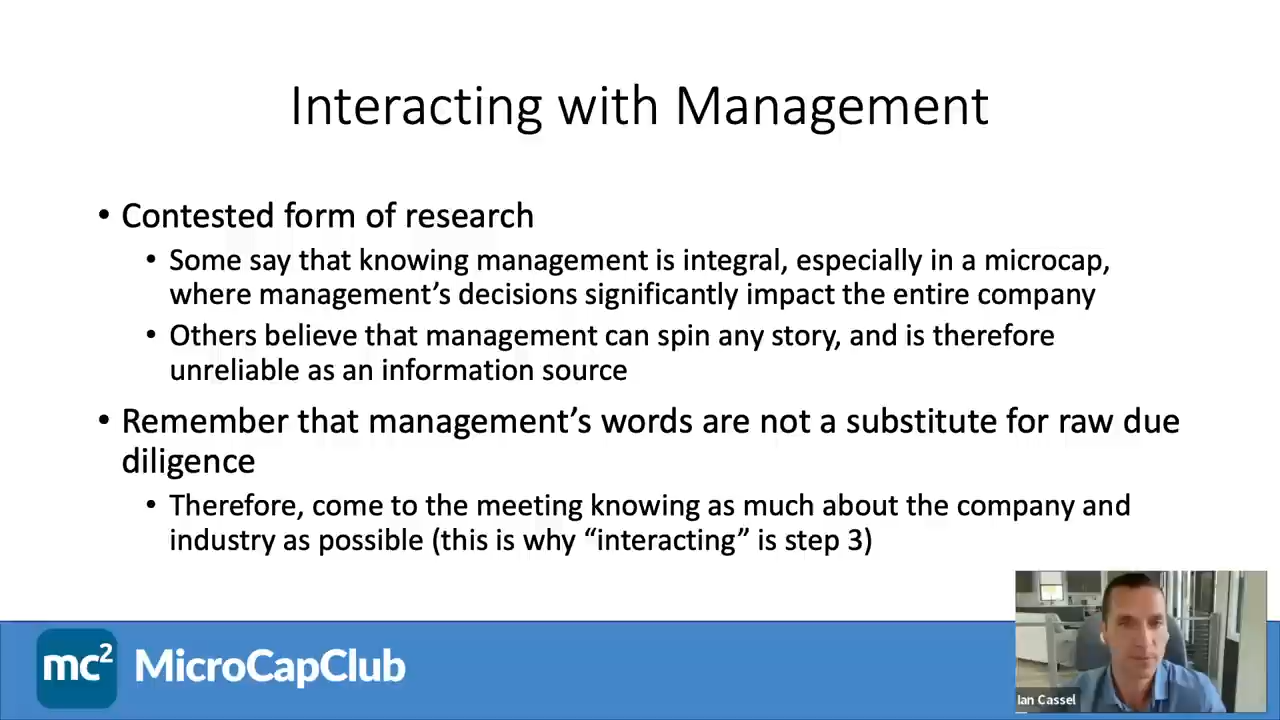 Interacting with Management
• Contested form of research
• Some say that knowing management is integral, especially in a microcap,
where management’s decisions significantly impact the entire company
• Others believe that management can spin any story, and is therefore
unreliable as an information source
• Remember that management’s words are not a substitute for raw due
diligence
• Therefore, come to the meeting knowing as much about the company and
industry as possible (this is why “interacting” is step 3)
mc² MicroCapClub
Ian Cassel